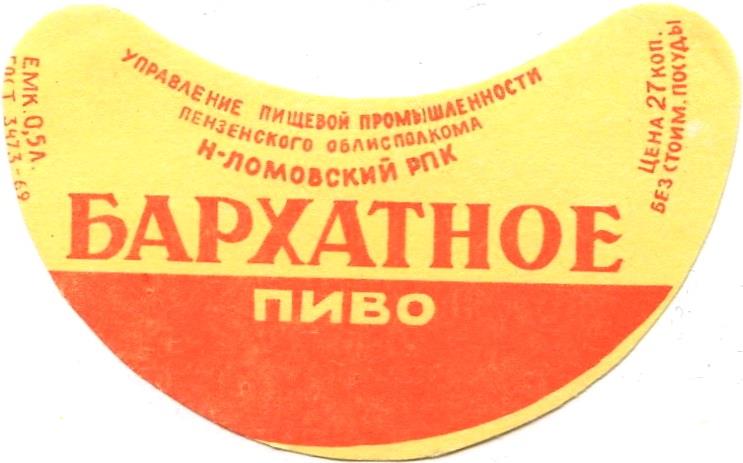 УПРАВЛЕНИЕ ПИЩЕВОЙ ПРОМЫШЛЕННОСТИ
ПЕНЗЕНСКОГО ОБЛИСПОЛКОМА
Н-ЛОМОВСКИЙ РПК
БАРХАТНОЕ
ПИВО
ЕМК. 0,5Л.
ГОСТ 3473-69
ЦЕНА 27 КОП.
БЕЗ СТОИМ. ПОСУДЫ